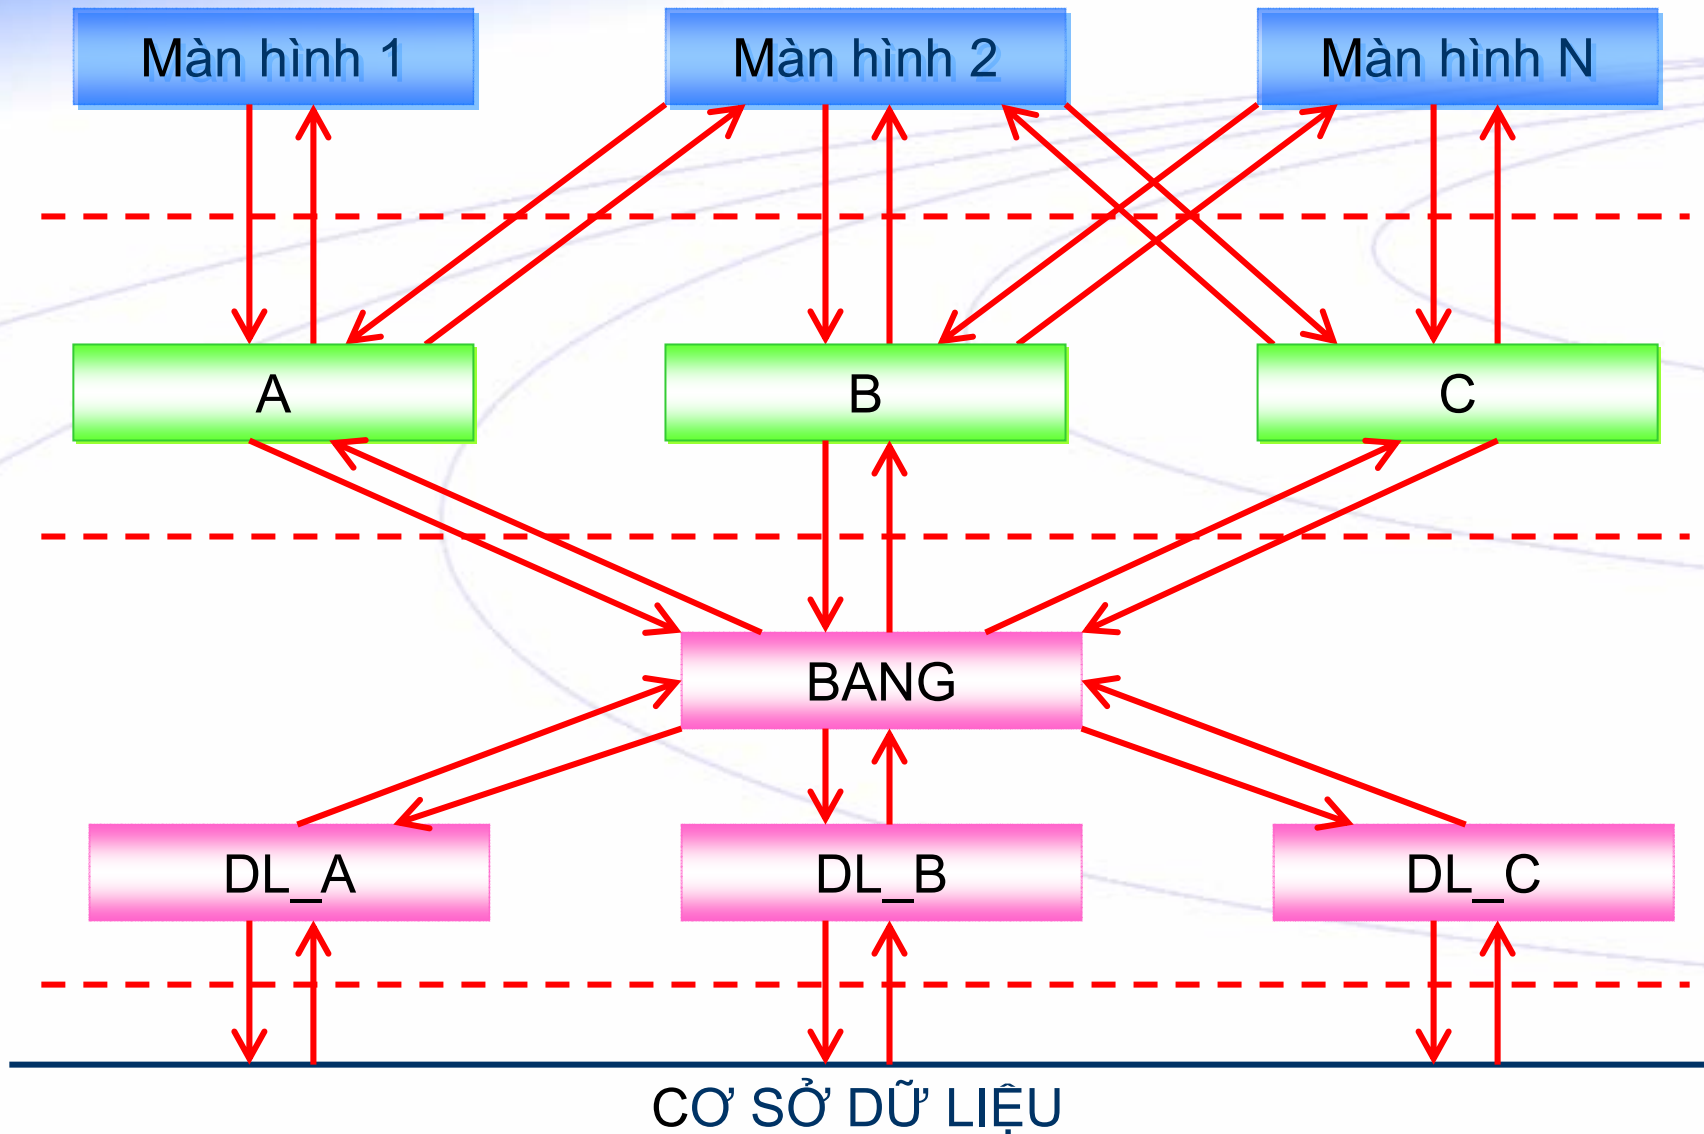 Màn hình 1
Màn hình 2
Màn hình N
A
B
C
BANG
DL_A
DL_B
DL_C
CƠ SỞ DỮ LIỆU